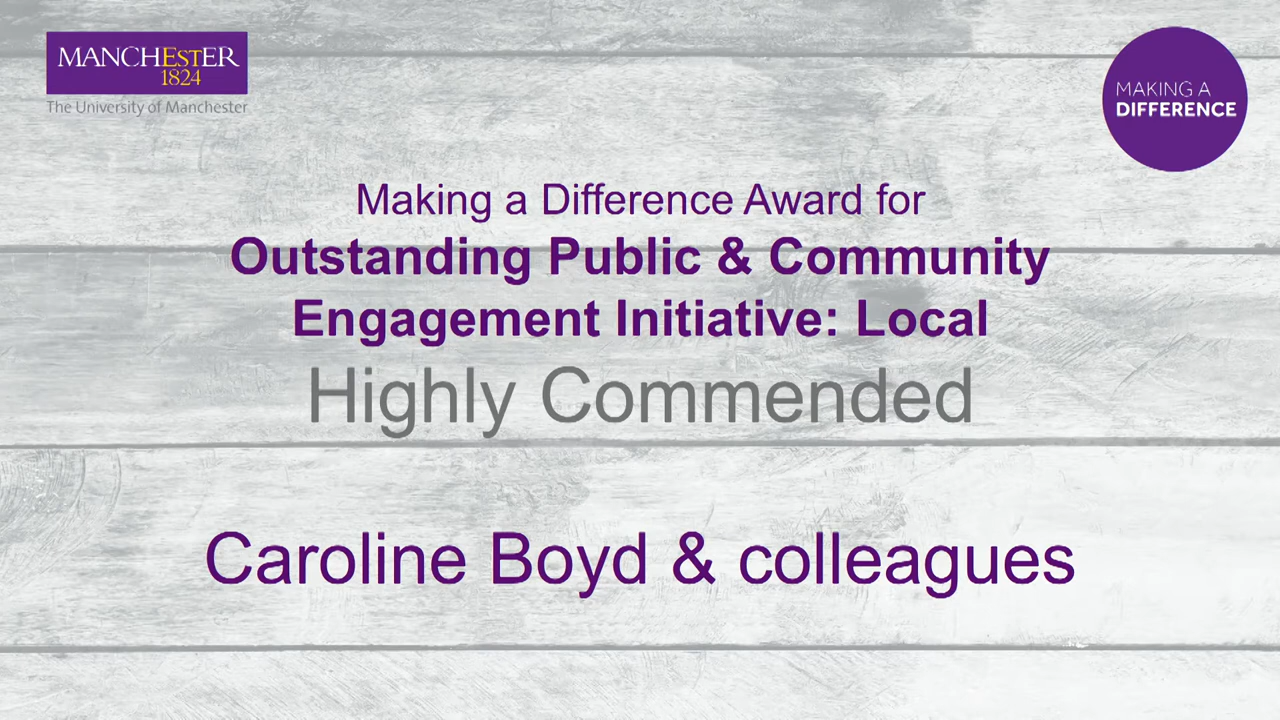 MANCHESTER
1824
The University of Manchester
MAKING A
DIFFERENCE
Making a Difference Award for
Outstanding Public & Community
Engagement Initiative: Local
Highly Commended
Caroline Boyd & colleagues